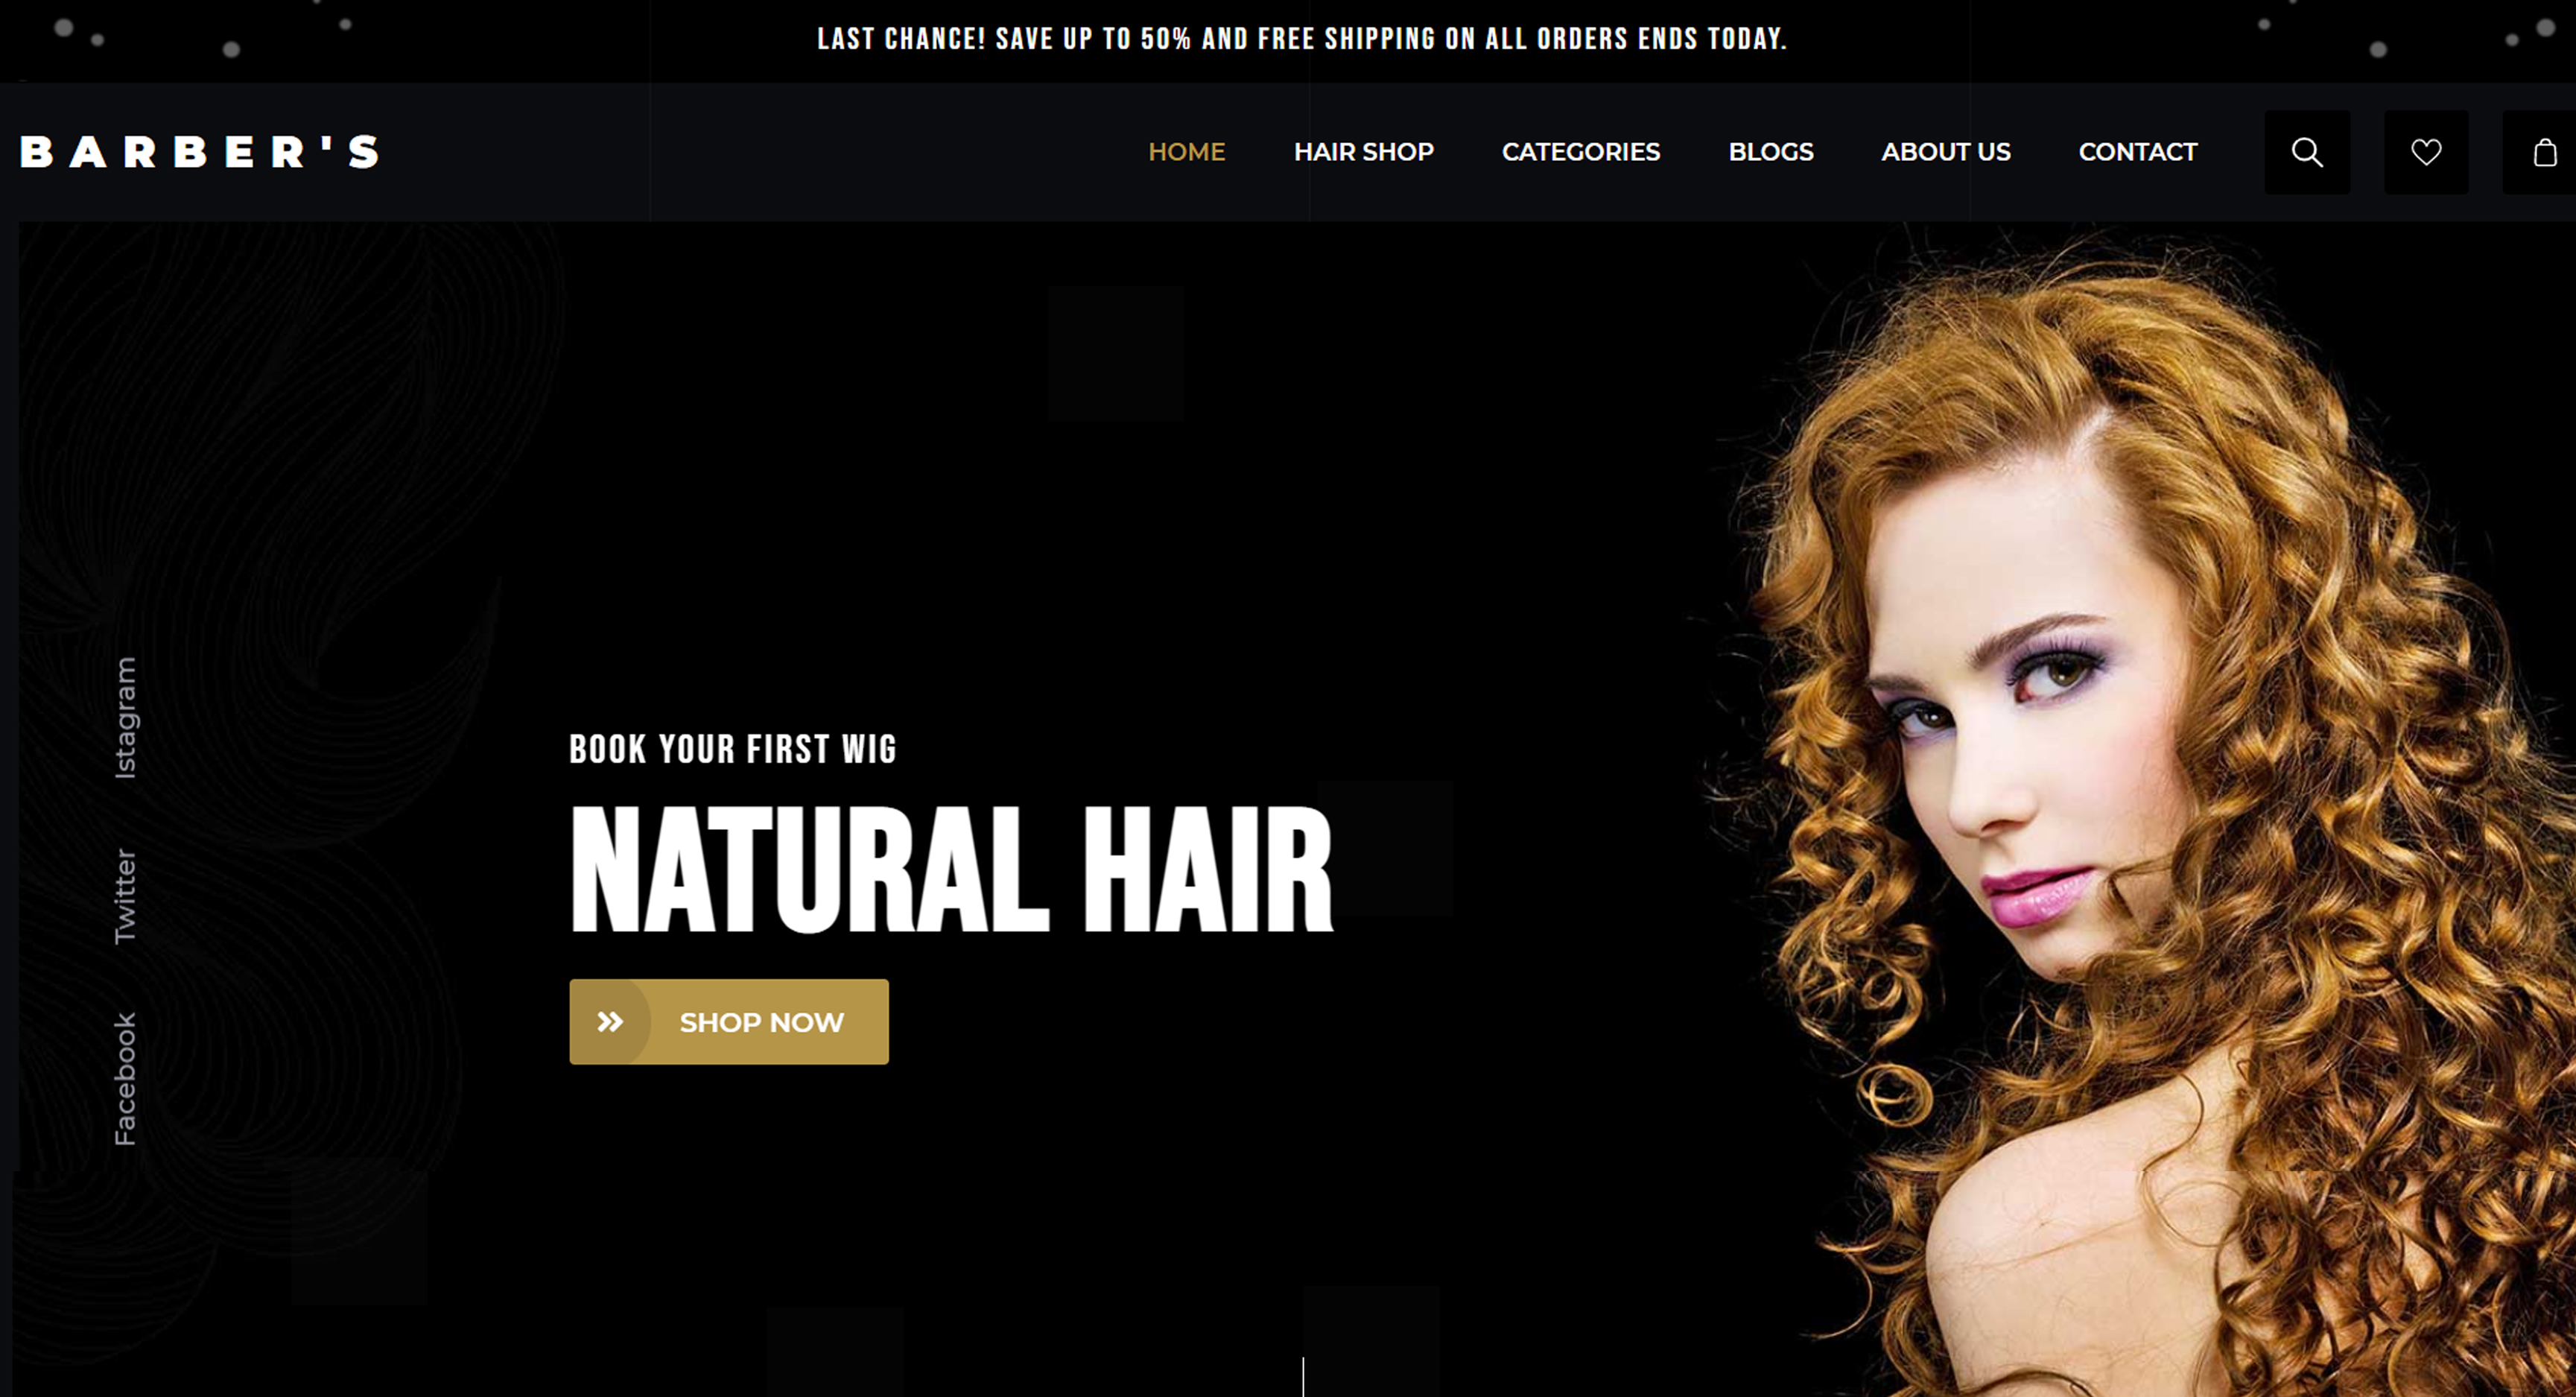 LAST CHANCE! SAVE UP TO 50% AND FREE SHIPPING ON ALL ORDERS ENDS TODAY.
BARBER'S
HOME HAIR SHOP CATEGORIES BLOGS ABOUT US CONTACT
Istagram
Twitter
Facebook
BOOK YOUR FIRST WIG
NATURAL HAIR
SHOP NOW